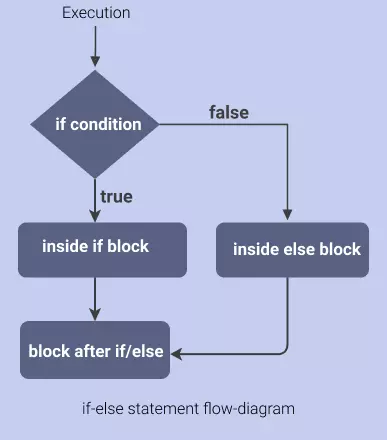 Execution
if condition
false
true
inside if block
inside else block
block after if/else
if-else statement flow-diagram